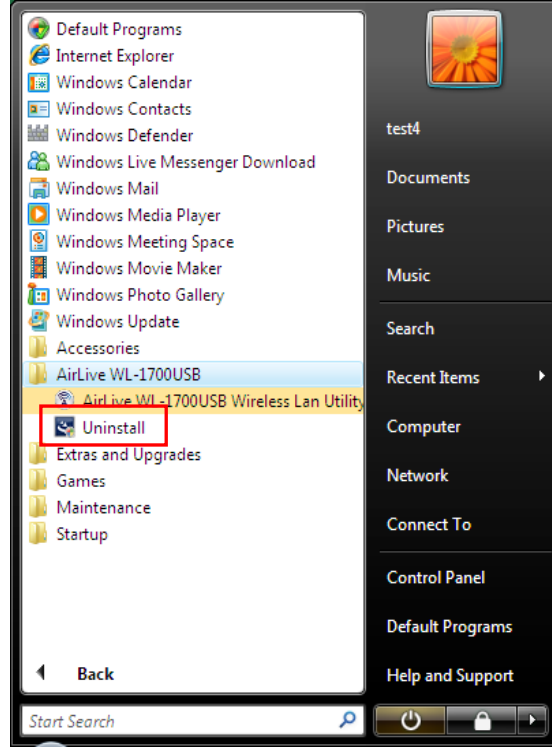 Default Programs
Internet Explorer
Windows Calendar
Windows Contacts
Windows Defender
Windows Live Messenger Download
Windows Mail
Windows Media Player
Windows Meeting Space
Windows Movie Maker
Windows Photo Gallery
Windows Update
Accessories
AirLive WL-1700USB
AirLive WL-1700USB Wireless Lan Utility
Uninstall
Extras and Upgrades
Games
Maintenance
Startup
Back
Start Search
test4
Documents
Pictures
Music
Search
Recent Items
Computer
Network
Connect To
Control Panel
Default Programs
Help and Support